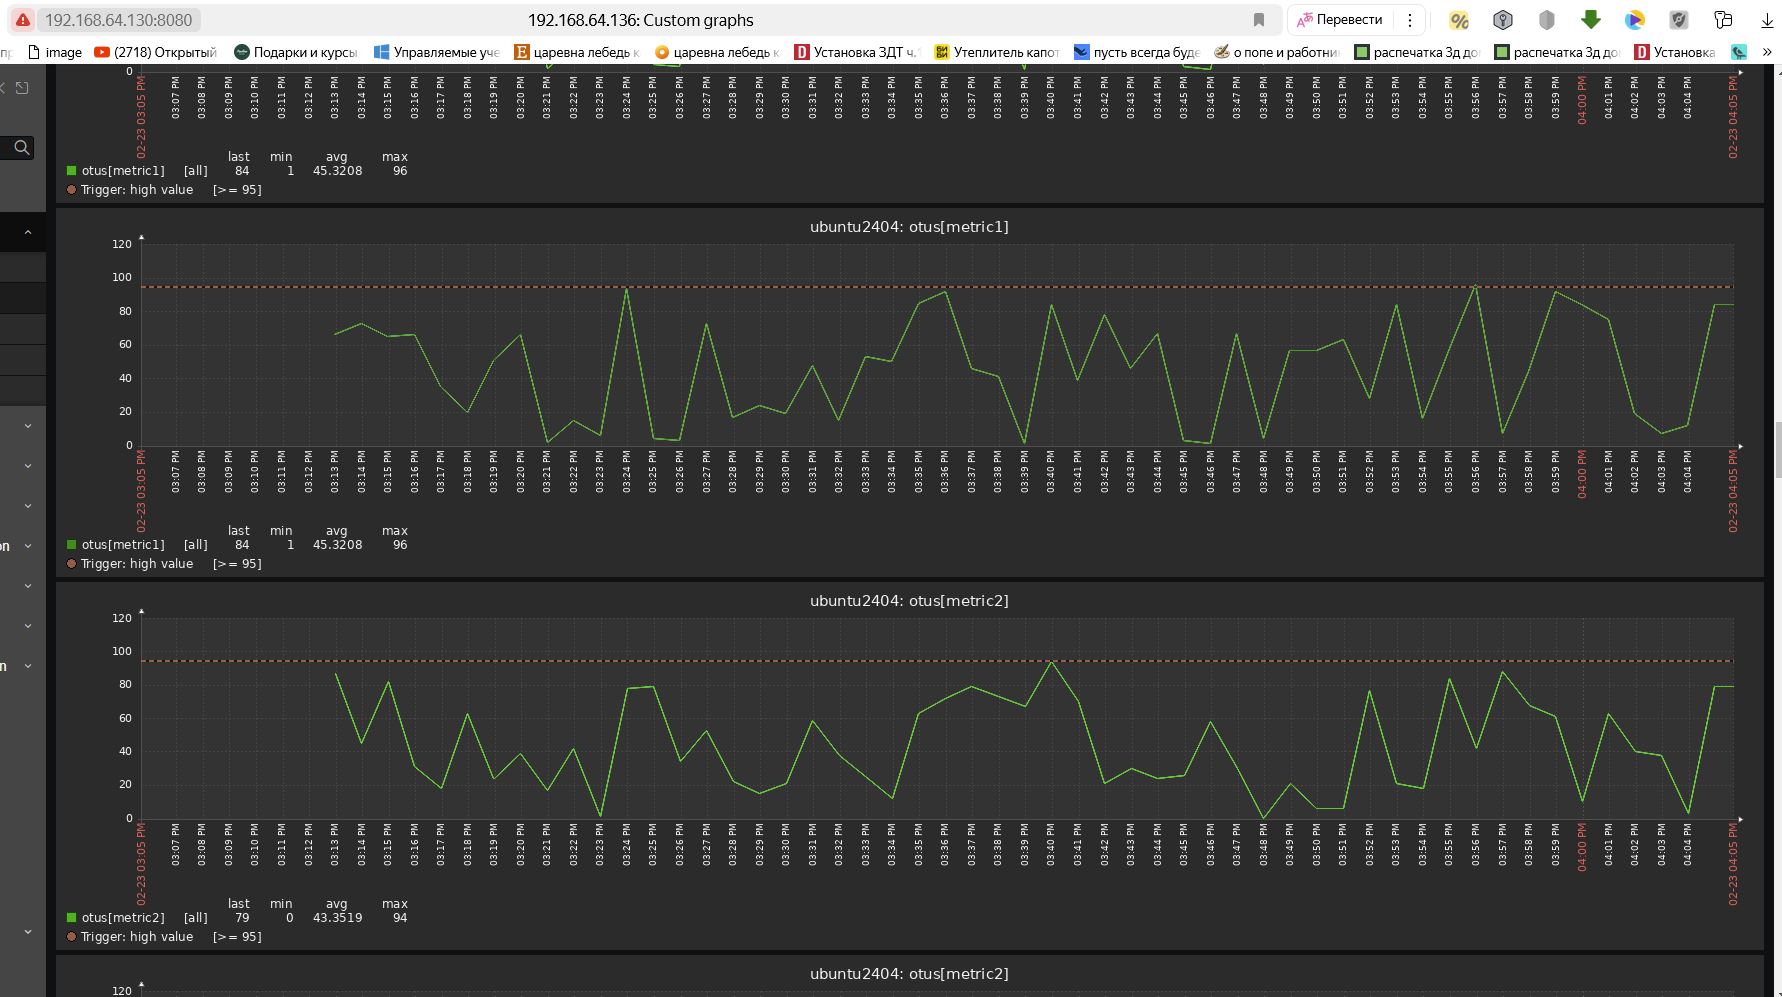 192.168.64.130:8080
192.168.64.136: Custom graphs
Перевести
image
(2718) Открытый
Подарки и курсы
Управляемые уче
царевна лебедь к
царевна лебедь к
Установка ЗДТ ч.
Утеплитель капот
пусть всегда буде
о попе и работни
распечатка 3д до
распечатка 3д до
Установка
»
0
02-23 03:05 PM 03:07 PM 03:08 PM 03:09 PM 03:10 PM 03:11 PM 03:12 PM 03:13 PM 03:14 PM 03:15 PM 03:16 PM 03:17 PM 03:18 PM 03:19 PM 03:20 PM 03:21 PM 03:22 PM 03:23 PM 03:24 PM 03:25 PM 03:26 PM 03:27 PM 03:28 PM 03:29 PM 03:30 PM 03:31 PM 03:32 PM 03:33 PM 03:34 PM 03:35 PM 03:36 PM 03:37 PM 03:38 PM 03:39 PM 03:40 PM 03:41 PM 03:42 PM 03:43 PM 03:44 PM 03:45 PM 03:46 PM 03:47 PM 03:48 PM 03:49 PM 03:50 PM 03:51 PM 03:52 PM 03:53 PM 03:54 PM 03:55 PM 03:56 PM 03:57 PM 03:58 PM 03:59 PM 04:00 PM 04:01 PM 04:02 PM 04:03 PM 04:04 PM 02-23 04:05 PM
last min avg max
otus[metric1] [all] 84 1 45.3208 96
Trigger: high value [>= 95]
ubuntu2404: otus[metric1]
120
100
80
60
40
20
0
02-23 03:05 PM 03:07 PM 03:08 PM 03:09 PM 03:10 PM 03:11 PM 03:12 PM 03:13 PM 03:14 PM 03:15 PM 03:16 PM 03:17 PM 03:18 PM 03:19 PM 03:20 PM 03:21 PM 03:22 PM 03:23 PM 03:24 PM 03:25 PM 03:26 PM 03:27 PM 03:28 PM 03:29 PM 03:30 PM 03:31 PM 03:32 PM 03:33 PM 03:34 PM 03:35 PM 03:36 PM 03:37 PM 03:38 PM 03:39 PM 03:40 PM 03:41 PM 03:42 PM 03:43 PM 03:44 PM 03:45 PM 03:46 PM 03:47 PM 03:48 PM 03:49 PM 03:50 PM 03:51 PM 03:52 PM 03:53 PM 03:54 PM 03:55 PM 03:56 PM 03:57 PM 03:58 PM 03:59 PM 04:00 PM 04:01 PM 04:02 PM 04:03 PM 04:04 PM 02-23 04:05 PM
last min avg max
otus[metric1] [all] 84 1 45.3208 96
Trigger: high value [>= 95]
ubuntu2404: otus[metric2]
120
100
80
60
40
20
0
02-23 03:05 PM 03:07 PM 03:08 PM 03:09 PM 03:10 PM 03:11 PM 03:12 PM 03:13 PM 03:14 PM 03:15 PM 03:16 PM 03:17 PM 03:18 PM 03:19 PM 03:20 PM 03:21 PM 03:22 PM 03:23 PM 03:24 PM 03:25 PM 03:26 PM 03:27 PM 03:28 PM 03:29 PM 03:30 PM 03:31 PM 03:32 PM 03:33 PM 03:34 PM 03:35 PM 03:36 PM 03:37 PM 03:38 PM 03:39 PM 03:40 PM 03:41 PM 03:42 PM 03:43 PM 03:44 PM 03:45 PM 03:46 PM 03:47 PM 03:48 PM 03:49 PM 03:50 PM 03:51 PM 03:52 PM 03:53 PM 03:54 PM 03:55 PM 03:56 PM 03:57 PM 03:58 PM 03:59 PM 04:00 PM 04:01 PM 04:02 PM 04:03 PM 04:04 PM 02-23 04:05 PM
last min avg max
otus[metric2] [all] 79 0 43.3519 94
Trigger: high value [>= 95]
ubuntu2404: otus[metric2]
120
on
n